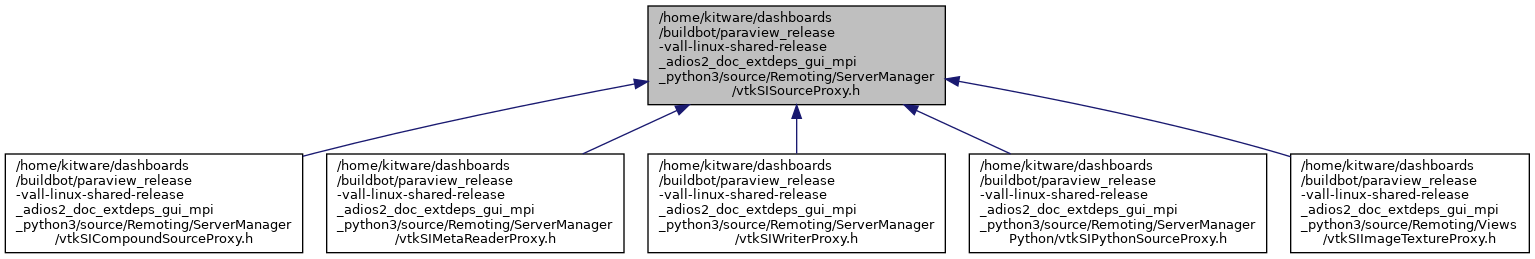 /home/kitware/dashboards
/buildbot/paraview_release
-vall-linux-shared-release
_adios2_doc_extdeps_gui_mpi
_python3/source/Remoting/ServerManager
/vtkSISourceProxy.h
/home/kitware/dashboards
/buildbot/paraview_release
-vall-linux-shared-release
_adios2_doc_extdeps_gui_mpi
_python3/source/Remoting/ServerManager
/vtkSICompoundSourceProxy.h
/home/kitware/dashboards
/buildbot/paraview_release
-vall-linux-shared-release
_adios2_doc_extdeps_gui_mpi
_python3/source/Remoting/ServerManager
/vtkSIMetaReaderProxy.h
/home/kitware/dashboards
/buildbot/paraview_release
-vall-linux-shared-release
_adios2_doc_extdeps_gui_mpi
_python3/source/Remoting/ServerManager
/vtkSIWriterProxy.h
/home/kitware/dashboards
/buildbot/paraview_release
-vall-linux-shared-release
_adios2_doc_extdeps_gui_mpi
_python3/source/Remoting/ServerManager
Python/vtkSIPythonSourceProxy.h
/home/kitware/dashboards
/buildbot/paraview_release
-vall-linux-shared-release
_adios2_doc_extdeps_gui_mpi
_python3/source/Remoting/Views
/vtkSIImageTextureProxy.h